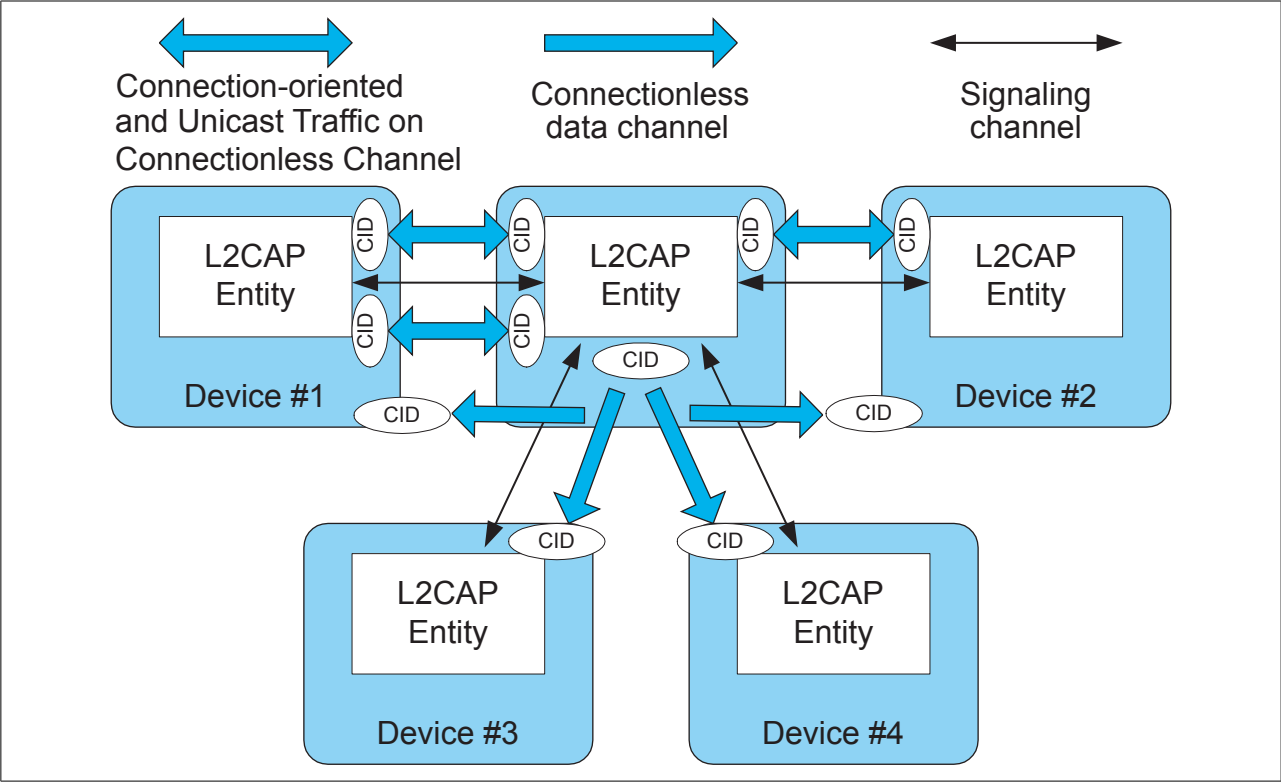 Connection-oriented
and Unicast Traffic on
Connectionless Channel
Connectionless
data channel
Signaling
channel
CID
CID
CID
CID
L2CAP
Entity
L2CAP
Entity
L2CAP
Entity
CID
CID
CID
Device #1
Device #2
CID
CID
CID
CID
L2CAP
Entity
L2CAP
Entity
Device #3
Device #4